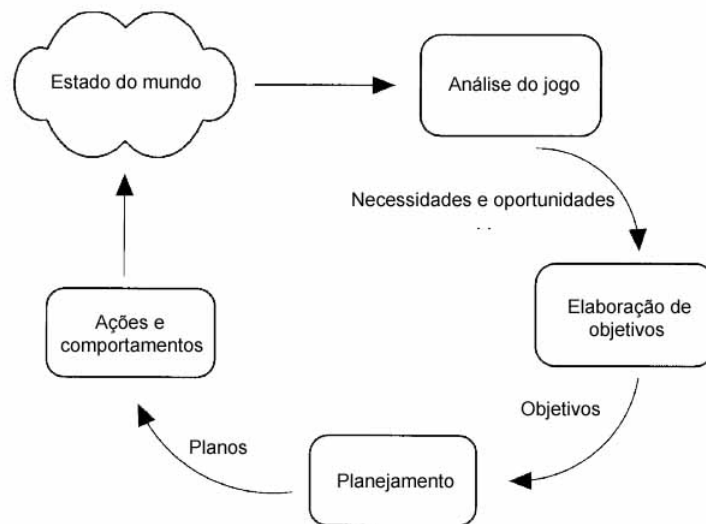 Estado do mundo
Análise do jogo
Necessidades e oportunidades
Elaboração de
objetivos
Objetivos
Planejamento
Planos
Ações e
comportamentos